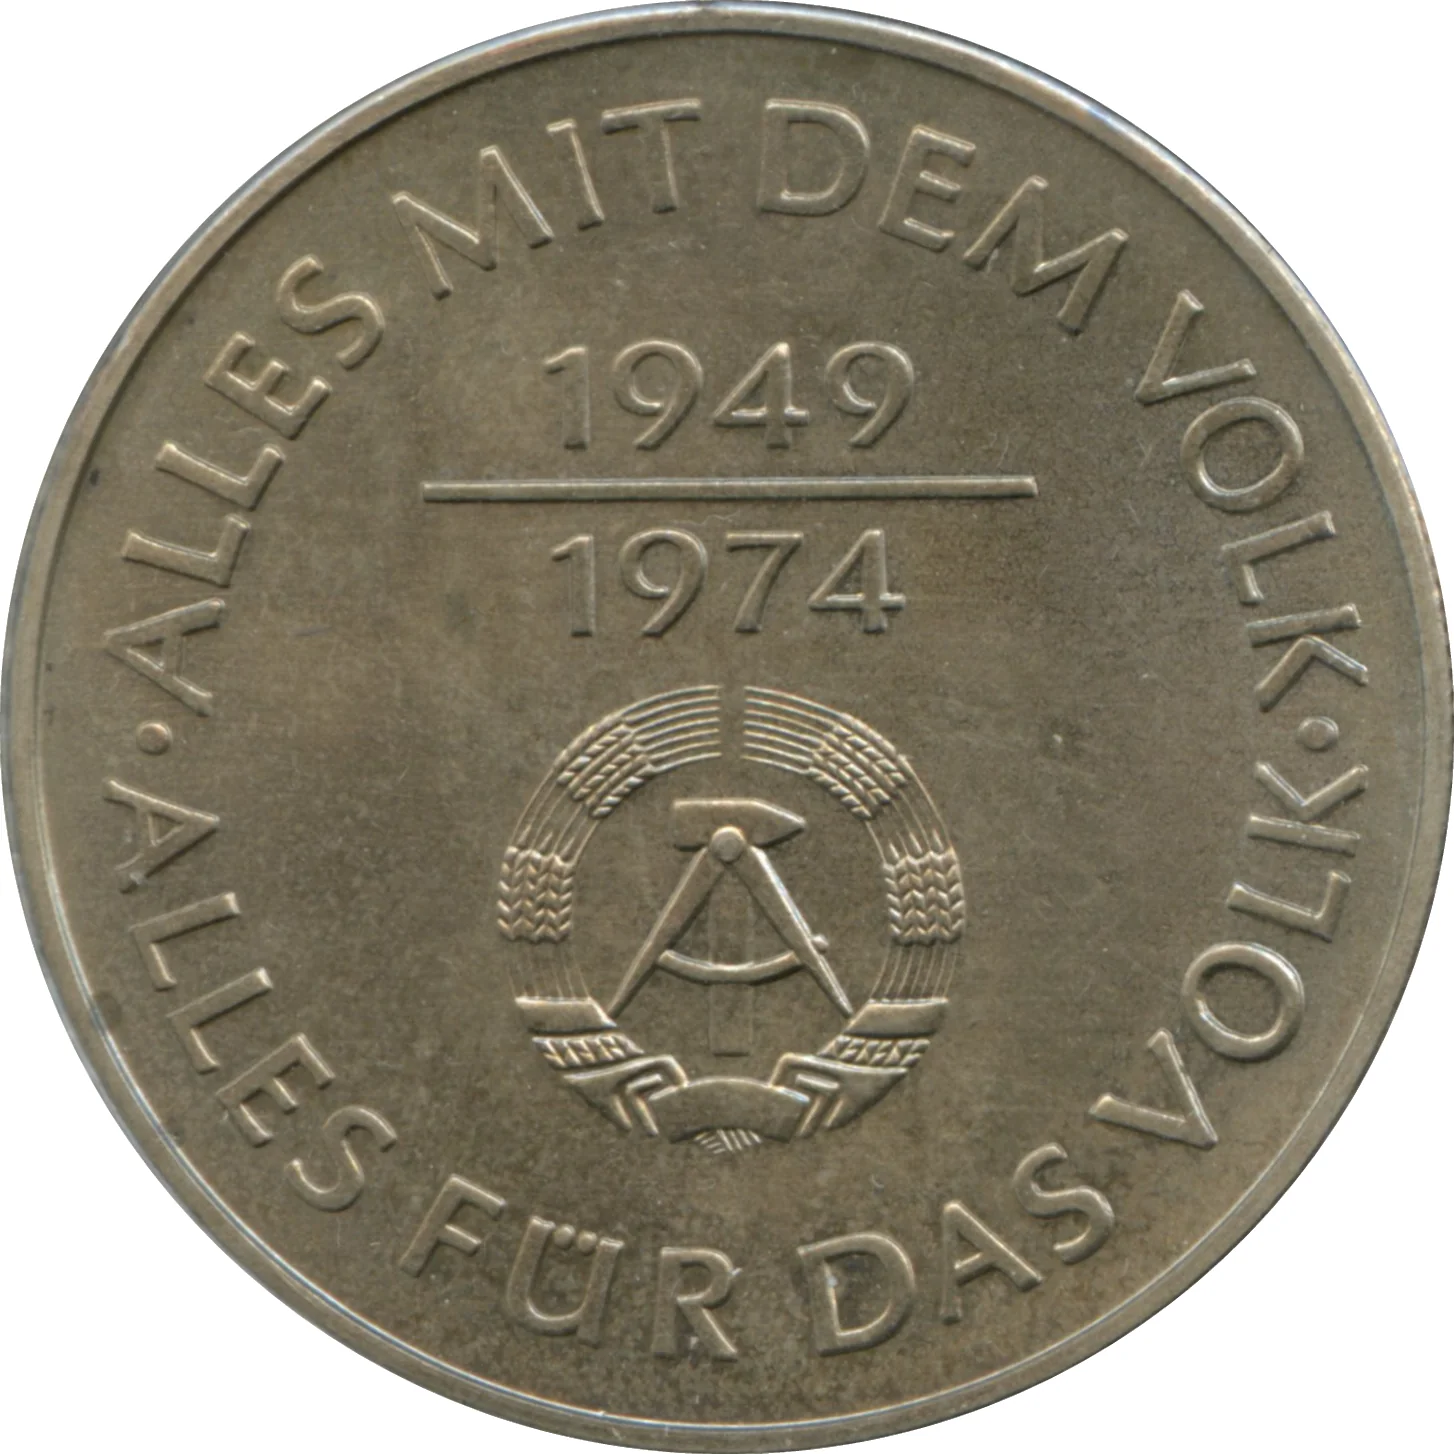 · ALLES MIT DEM VOLK ·
1949
1974
ALLES FÜR DAS VOLK